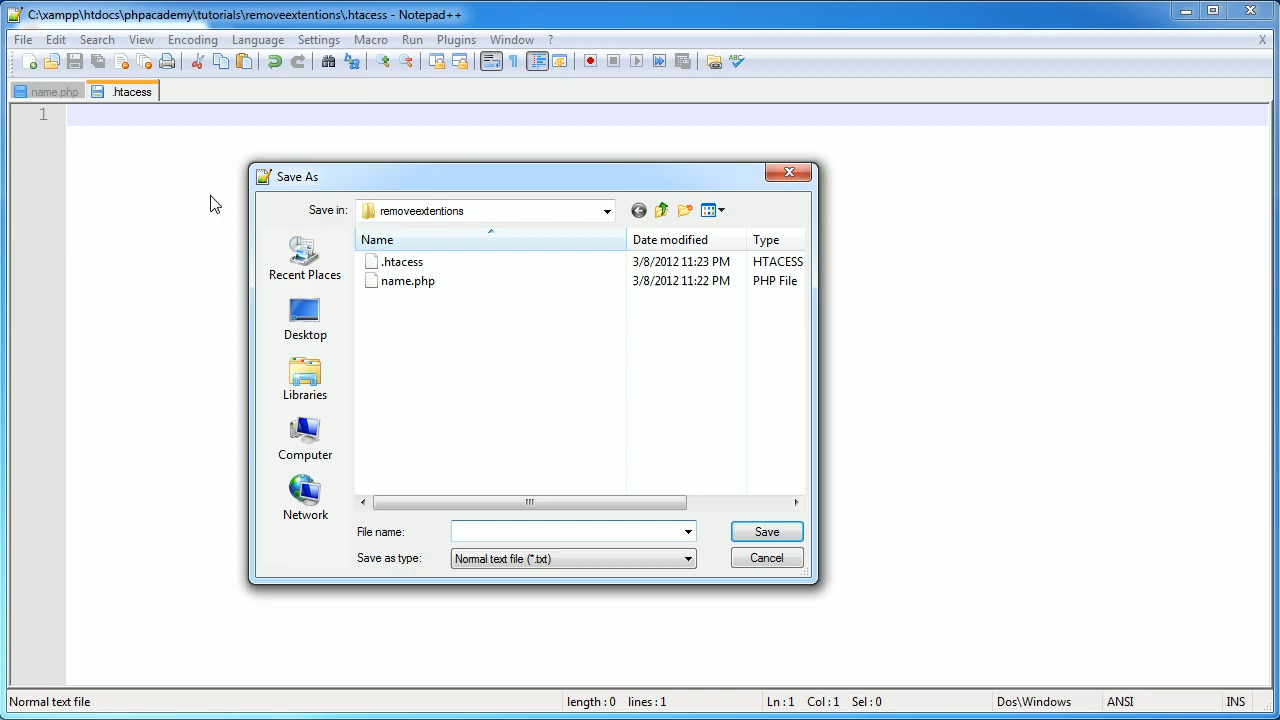 C:\xampp\htdocs\phpacademy\tutorials\removeextentions\.htacess - Notepad++
File Edit Search View Encoding Language Settings Macro Run Plugins Window ? X
name.php .htacess
1
Save As
Save in: removeextentions
Name Date modified Type
.htacess 3/8/2012 11:23 PM HTACESS
name.php 3/8/2012 11:22 PM PHP File
Recent Places
Desktop
Libraries
Computer
Network
File name: Save
Save as type: Normal text file (*.txt) Cancel
Normal text file length : 0 lines : 1 Ln : 1 Col : 1 Sel : 0 Dos\Windows ANSI INS